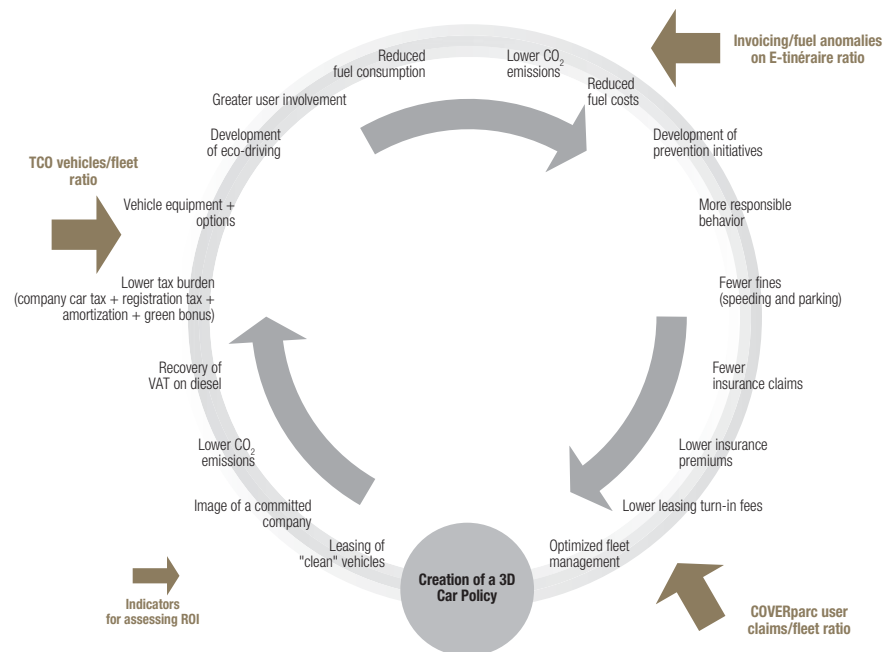 Reduced
fuel consumption
Lower CO₂
emissions
Invoicing/fuel anomalies
on E-tinéraire ratio
Greater user involvement
Reduced
fuel costs
Development
of eco-driving
Development of
prevention initiatives
TCO vehicles/fleet
ratio
Vehicle equipment +
options
More responsible
behavior
Lower tax burden
(company car tax + registration tax +
amortization + green bonus)
Fewer fines
(speeding and parking)
Recovery of
VAT on diesel
Fewer
insurance claims
Lower CO₂
emissions
Lower insurance
premiums
Image of a committed
company
Lower leasing turn-in fees
Leasing of
"clean" vehicles
Optimized fleet
management
Creation of a 3D
Car Policy
Indicators
for assessing ROI
COVERparc user
claims/fleet ratio